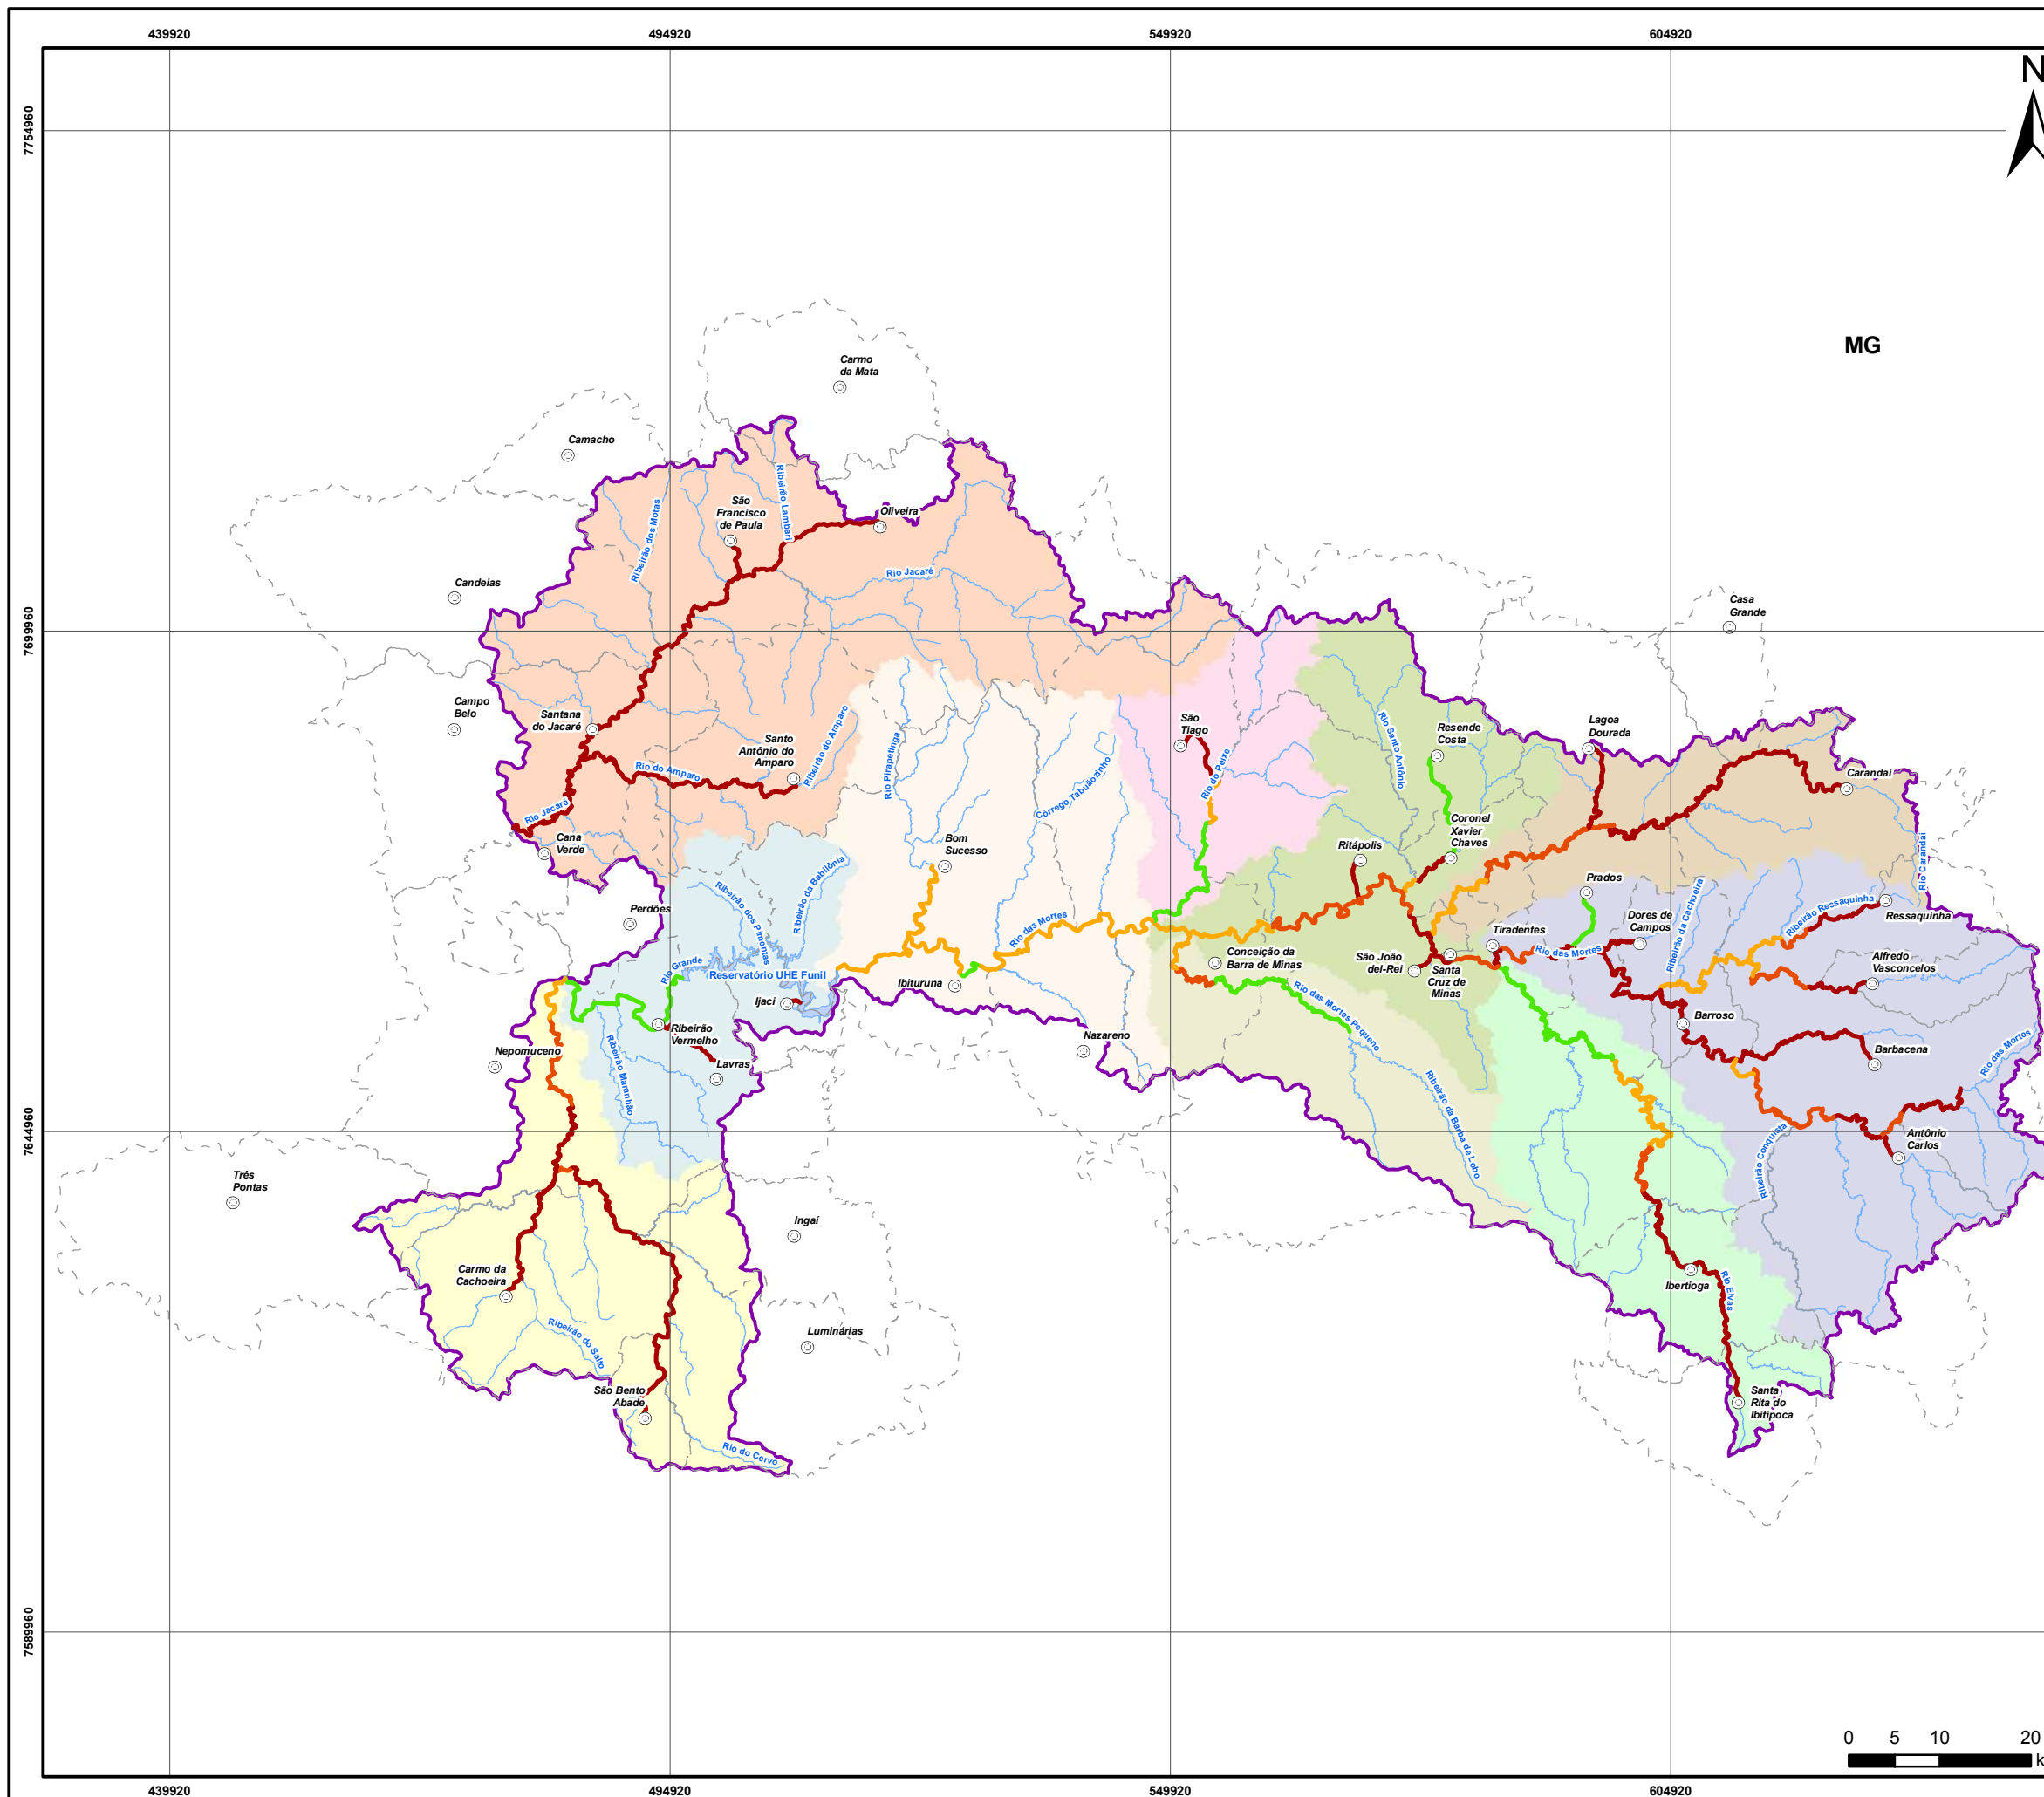 439920
494920
549920
604920
N
7754960
MG
Carmo
da Mata
Camacho
Ribeirão dos Motas
São
Francisco
de Paula
Ribeirão Lambari
Oliveira
Rio Jacaré
Candeias
Casa
Grande
7699960
Campo
Belo
Santana
do Jacaré
Santo
Antônio do
Amparo
Ribeirão do Amparo
Rio do Amparo
Rio Jacaré
Cana
Verde
Rio Pirapetinga
Córrego Tabuãozinho
São
Tiago
Rio do Peixe
Rio Santo Antônio
Resende
Costa
Lagoa
Dourada
Carandaí
Coronel
Xavier
Chaves
Ritápolis
Bom
Sucesso
Rio Carandaí
Perdões
Ribeirão dos Pimentas
Ribeirão da Babilônia
Prados
Dores de
Campos
Ribeirão da Cachoeira
Ribeirão Ressaquinha
Ressaquinha
Rio das Mortes
Tiradentes
Rio das Mortes
Rio Grande
Reservatório UHE Funil
Conceição da
Barra de Minas
São João
del-Rei
Santa
Cruz de
Minas
Alfredo
Vasconcelos
Ijaci
Ibituruna
Rio das Mortes Pequeno
Barroso
Ribeirão
Vermelho
Nazareno
Nepomuceno
Lavras
Barbacena
Rio das Mortes
Ribeirão Maranhão
Ribeirão da Barba de Lobo
7644960
Antônio
Carlos
Ribeirão Conquista
Três
Pontas
Ingaí
Carmo da
Cachoeira
Ibertioga
Rio Elvas
Luminárias
Ribeirão do Salto
São Bento
Abade
Santa
Rita do
Ibitipoca
Rio do Cervo
7589960
0
5
10
20
439920
494920
549920
604920